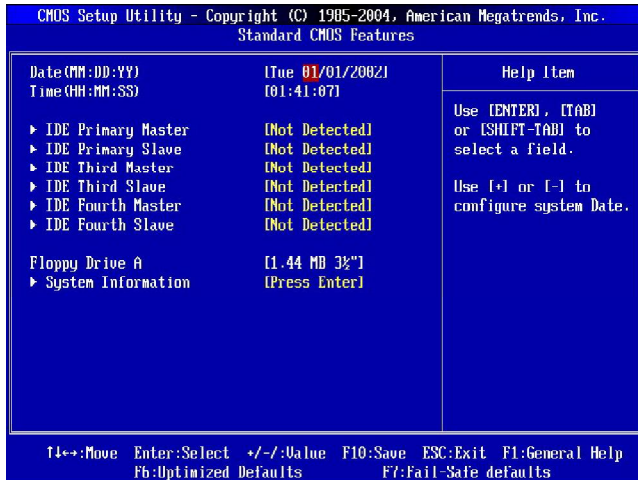 CMOS Setup Utility - Copyright (C) 1985-2004, American Megatrends, Inc.
Standard CMOS Features
Date(MM:DD:YY) [Tue 01/01/2002]
Time(HH:MM:SS) [01:41:07]
▶ IDE Primary Master [Not Detected]
▶ IDE Primary Slave [Not Detected]
▶ IDE Third Master [Not Detected]
▶ IDE Third Slave [Not Detected]
▶ IDE Fourth Master [Not Detected]
▶ IDE Fourth Slave [Not Detected]
Floppy Drive A [1.44 MB 3½"]
▶ System Information [Press Enter]
Help Item
Use [ENTER], [TAB]
or [SHIFT-TAB] to
select a field.
Use [+] or [-] to
configure system Date.
↑↓←→:Move Enter:Select +/-/:Value F10:Save ESC:Exit F1:General Help
F6:Optimized Defaults F7:Fail-Safe defaults